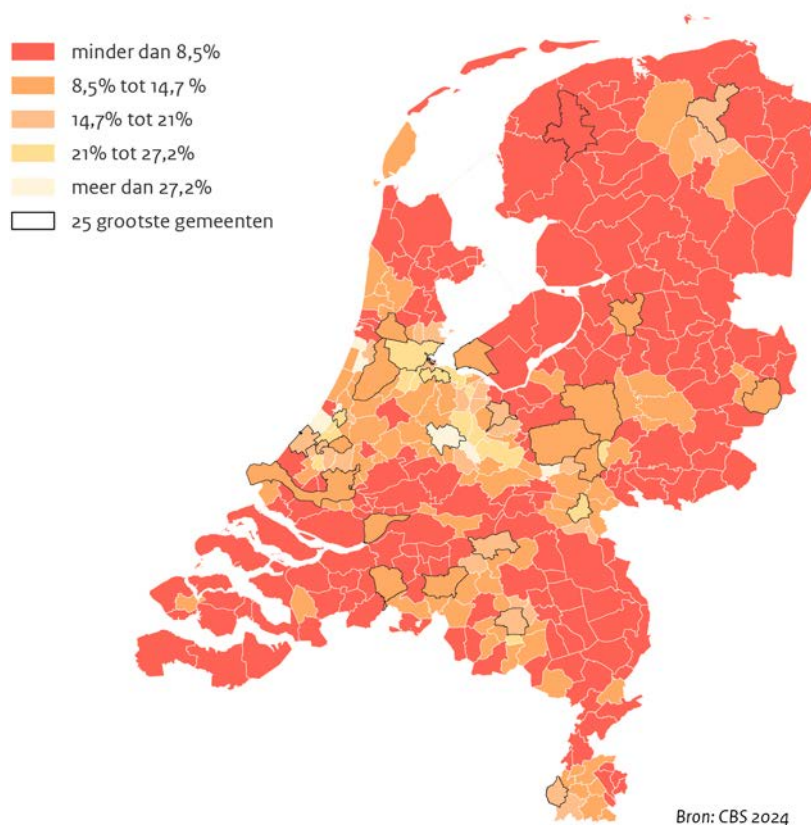 minder dan 8,5%
8,5% tot 14,7 %
14,7% tot 21%
21% tot 27,2%
meer dan 27,2%
25 grootste gemeenten
Bron: CBS 2024